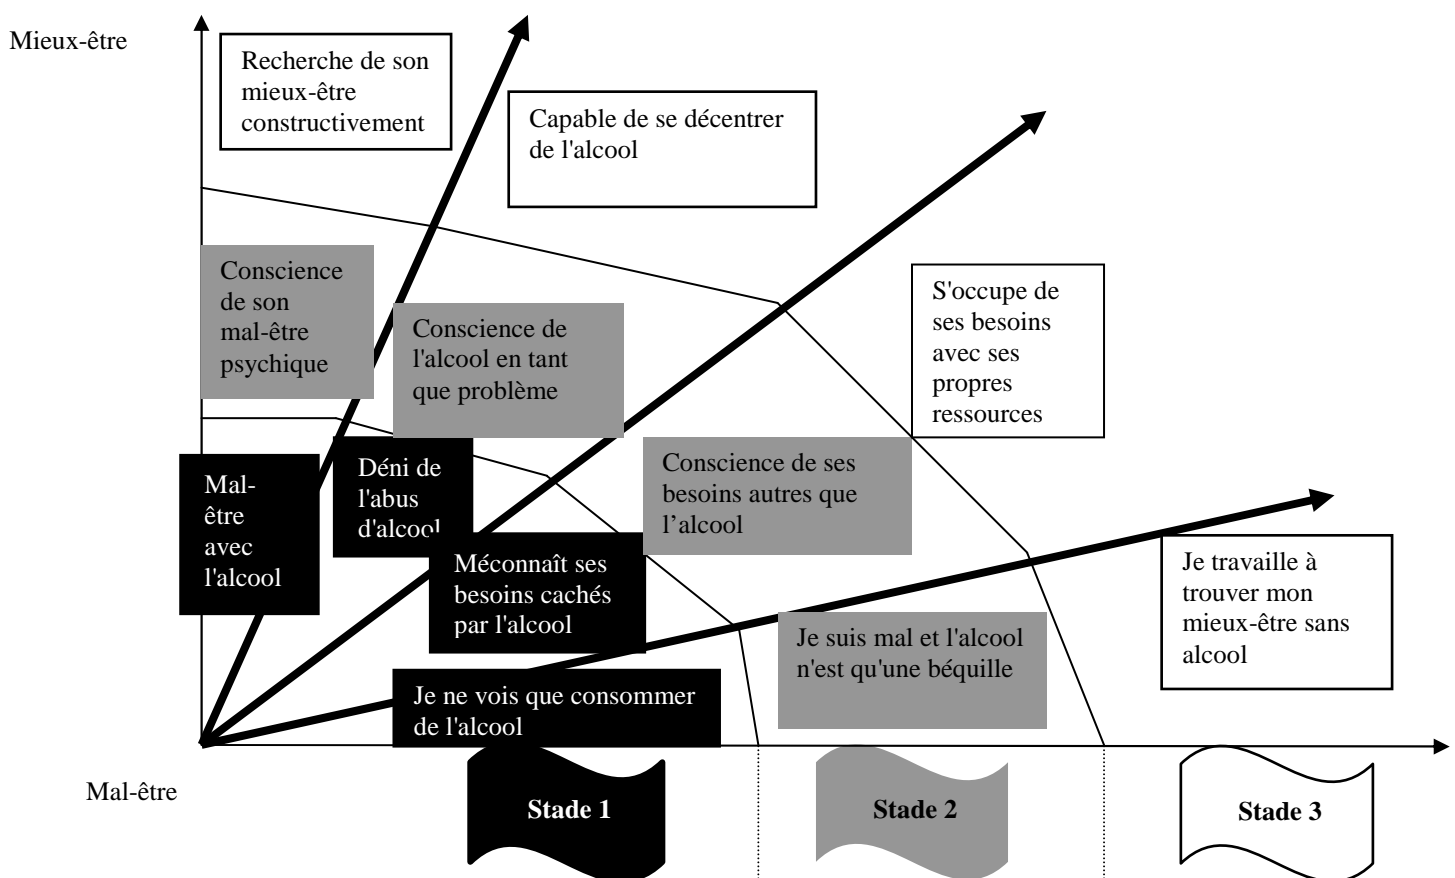 Mieux-être
Recherche de son
mieux-être
constructivement
Capable de se décentrer
de l'alcool
Conscience
de son
mal-être
psychique
Conscience de
l'alcool en tant
que problème
S'occupe de
ses besoins
avec ses
propres
ressources
Mal-
être
avec
l'alcool
Déni de
l'abus
d'alcool
Conscience de ses
besoins autres que
l’alcool
Méconnaît ses
besoins cachés
par l'alcool
Je travaille à
trouver mon
mieux-être sans
alcool
Je suis mal et l'alcool
n'est qu'une béquille
Je ne vois que consommer
de l'alcool
Mal-être
Stade 1
Stade 2
Stade 3